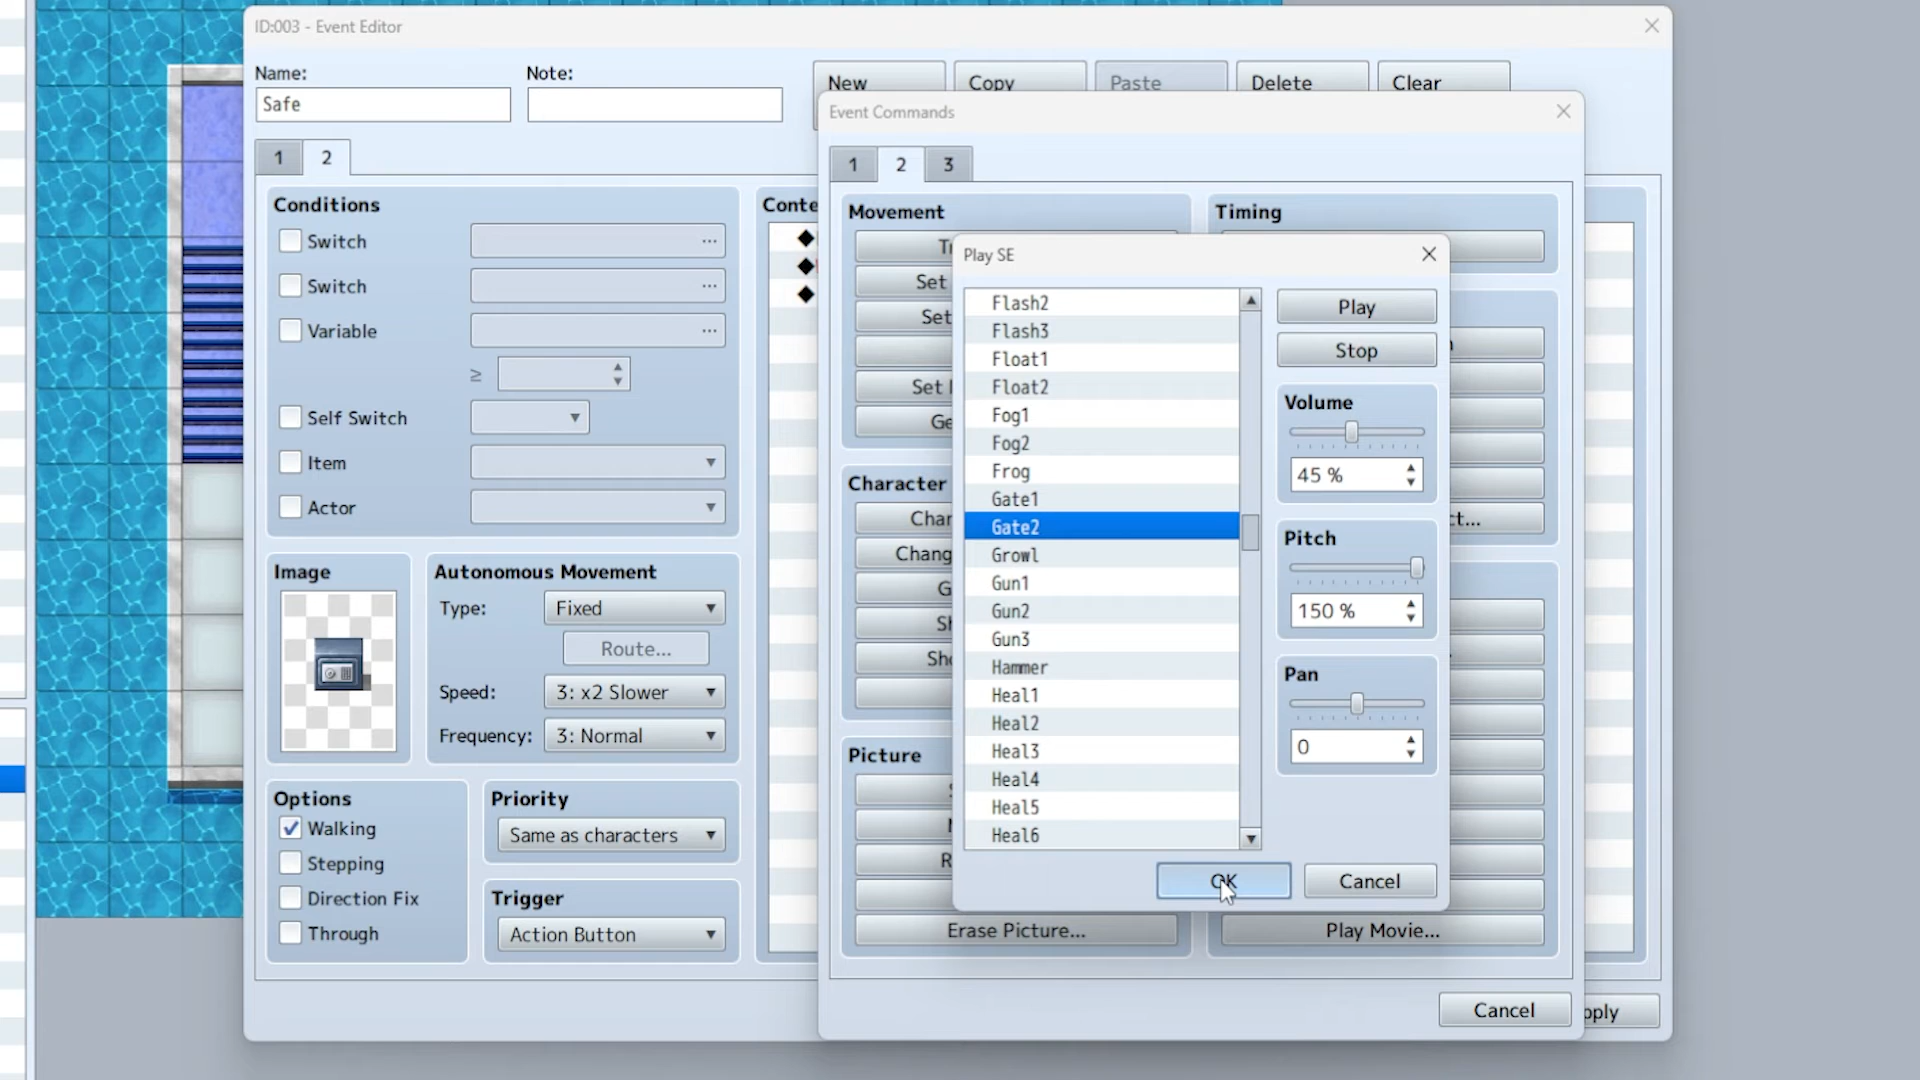 ID:003 - Event Editor
Name:
Note:
Safe
New
Copy
Paste
Delete
Clear
1
2
Conditions
Switch
...
Switch
...
Variable
...
≥
Self Switch
Item
Actor
Image
Autonomous Movement
Type:
Fixed
Route...
Speed:
3: x2 Slower
Frequency:
3: Normal
Options
Walking
Stepping
Direction Fix
Through
Priority
Same as characters
Trigger
Action Button
Event Commands
1
2
3
Movement
Timing
Set
Set
Set
Character
Picture
Erase Picture...
Play Movie...
Cancel
Play SE
Flash2
Flash3
Float1
Float2
Fog1
Fog2
Frog
Gate1
Gate2
Growl
Gun1
Gun2
Gun3
Hammer
Heal1
Heal2
Heal3
Heal4
Heal5
Heal6
Play
Stop
Volume
45 %
Pitch
150 %
Pan
0
OK
Cancel